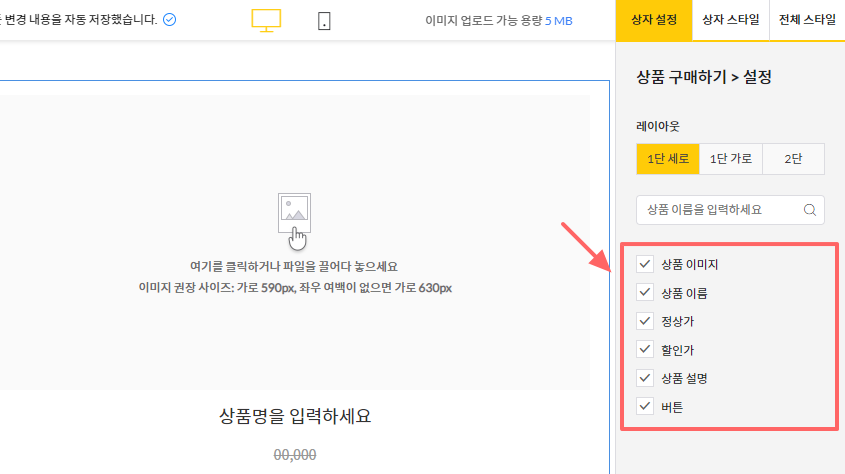 변경 내용을 자동 저장했습니다.
이미지 업로드 가능 용량 5 MB
상자 설정
상자 스타일
전체 스타일
상품 구매하기 > 설정
레이아웃
1단 세로
1단 가로
2단
상품 이름을 입력하세요
여기를 클릭하거나 파일을 끌어다 놓으세요
이미지 권장 사이즈: 가로 590px, 좌우 여백이 없으면 가로 630px
상품 이미지
상품 이름
정상가
할인가
상품 설명
버튼
상품명을 입력하세요
00,000